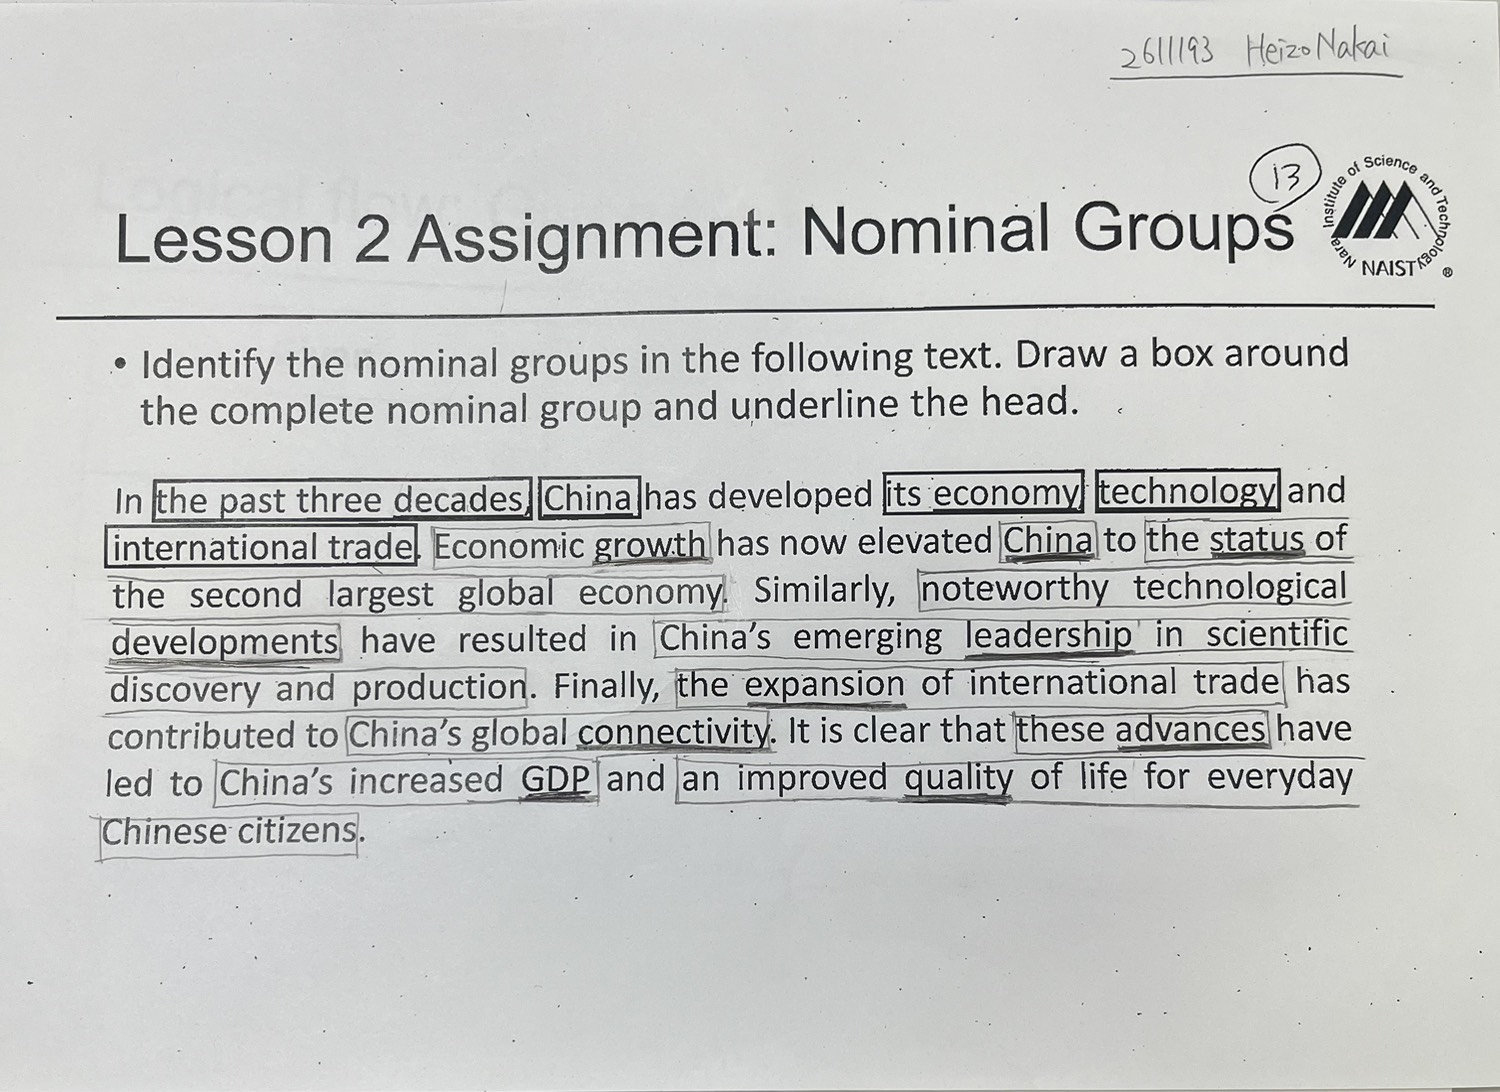 2611193 Heizo Nakai
13
Nara Institute of Science and Technology
NAIST®
Lesson 2 Assignment: Nominal Groups
• Identify the nominal groups in the following text. Draw a box around
the complete nominal group and underline the head.
In the past three decades, China has developed its economy, technology and
international trade. Economic growth has now elevated China to the status of
the second largest global economy. Similarly, noteworthy technological
developments have resulted in China's emerging leadership in scientific
discovery and production. Finally, the expansion of international trade has
contributed to China's global connectivity. It is clear that these advances have
led to China's increased GDP and an improved quality of life for everyday
Chinese citizens.